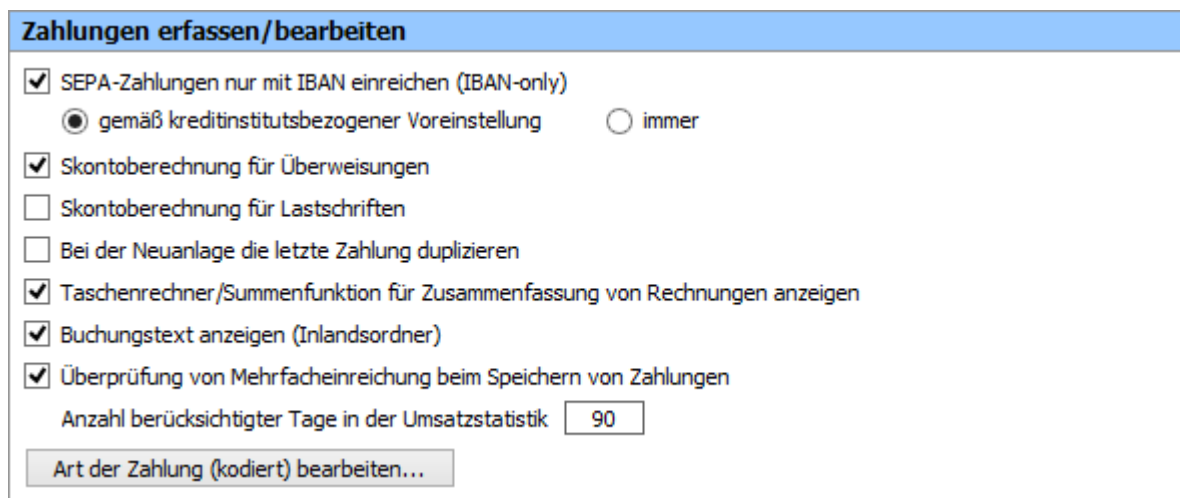 Zahlungen erfassen/bearbeiten
SEPA-Zahlungen nur mit IBAN einreichen (IBAN-only)
gemäß kreditinstitutsbezogener Voreinstellung immer
Skontoberechnung für Überweisungen
Skontoberechnung für Lastschriften
Bei der Neuanlage die letzte Zahlung duplizieren
Taschenrechner/Summenfunktion für Zusammenfassung von Rechnungen anzeigen
Buchungstext anzeigen (Inlandsordner)
Überprüfung von Mehrfacheinreichung beim Speichern von Zahlungen
Anzahl berücksichtigter Tage in der Umsatzstatistik 90
Art der Zahlung (kodiert) bearbeiten...